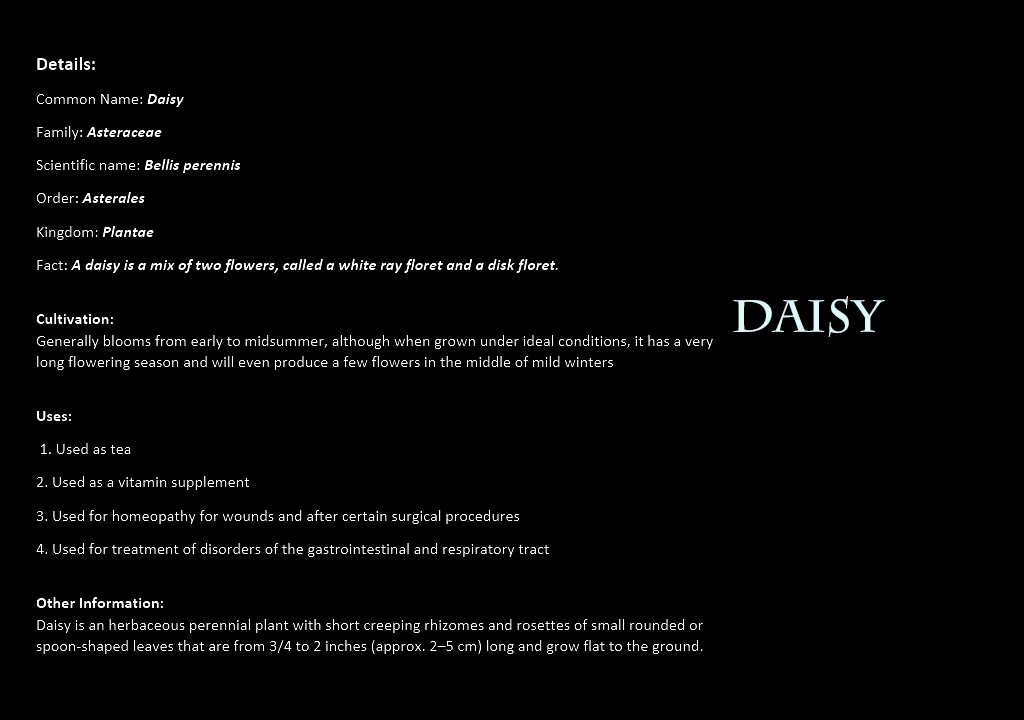 Details:
Common Name: Daisy
Family: Asteraceae
Scientific name: Bellis perennis
Order: Asterales
Kingdom: Plantae
Fact: A daisy is a mix of two flowers, called a white ray floret and a disk floret.
Cultivation:
Generally blooms from early to midsummer, although when grown under ideal conditions, it has a very
long flowering season and will even produce a few flowers in the middle of mild winters
DAISY
Uses:
1. Used as tea
2. Used as a vitamin supplement
3. Used for homeopathy for wounds and after certain surgical procedures
4. Used for treatment of disorders of the gastrointestinal and respiratory tract
Other Information:
Daisy is an herbaceous perennial plant with short creeping rhizomes and rosettes of small rounded or
spoon-shaped leaves that are from 3/4 to 2 inches (approx. 2–5 cm) long and grow flat to the ground.